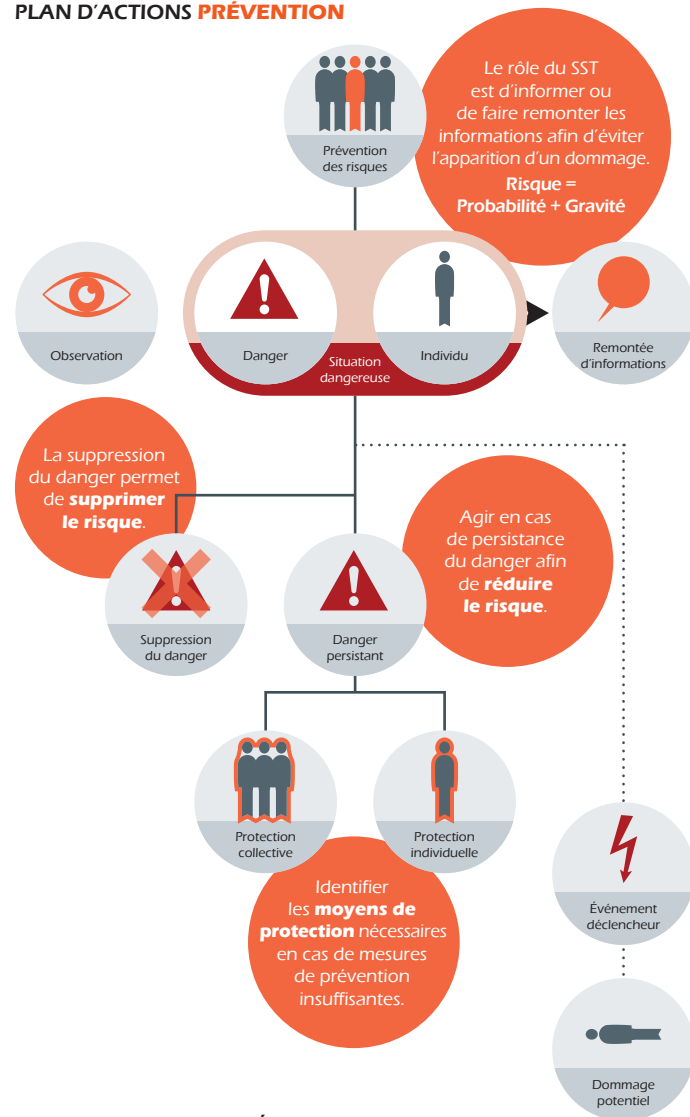 PLAN D'ACTIONS PRÉVENTION
Le rôle du SST
est d'informer ou
de faire remonter les
informations afin d'éviter
l'apparition d'un dommage.
Risque =
Probabilité + Gravité
Prévention
des risques
Observation
Danger
Situation
dangereuse
Individu
Remontée
d'informations
La suppression
du danger permet
de supprimer
le risque.
Agir en cas
de persistance
du danger afin
de réduire
le risque.
Suppression
du danger
Danger
persistant
Protection
collective
Protection
individuelle
Identifier
les moyens de
protection nécessaires
en cas de mesures
de prévention
insuffisantes.
Événement
déclencheur
Dommage
potentiel